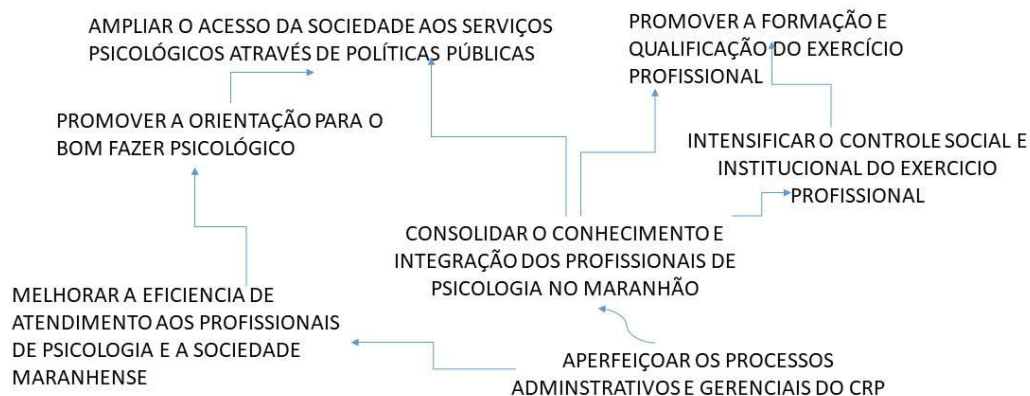 AMPLIAR O ACESSO DA SOCIEDADE AOS SERVIÇOS
PSICOLÓGICOS ATRAVÉS DE POLÍTICAS PÚBLICAS
PROMOVER A FORMAÇÃO E
QUALIFICAÇÃO DO EXERCÍCIO
PROFISSIONAL
PROMOVER A ORIENTAÇÃO PARA O
BOM FAZER PSICOLÓGICO
INTENSIFICAR O CONTROLE SOCIAL E
INSTITUCIONAL DO EXERCICIO
PROFISSIONAL
CONSOLIDAR O CONHECIMENTO E
INTEGRAÇÃO DOS PROFISSIONAIS DE
PSICOLOGIA NO MARANHÃO
MELHORAR A EFICIENCIA DE
ATENDIMENTO AOS PROFISSIONAIS
DE PSICOLOGIA E A SOCIEDADE
MARANHENSE
APERFEIÇOAR OS PROCESSOS
ADMINSTRATIVOS E GERENCIAIS DO CRP